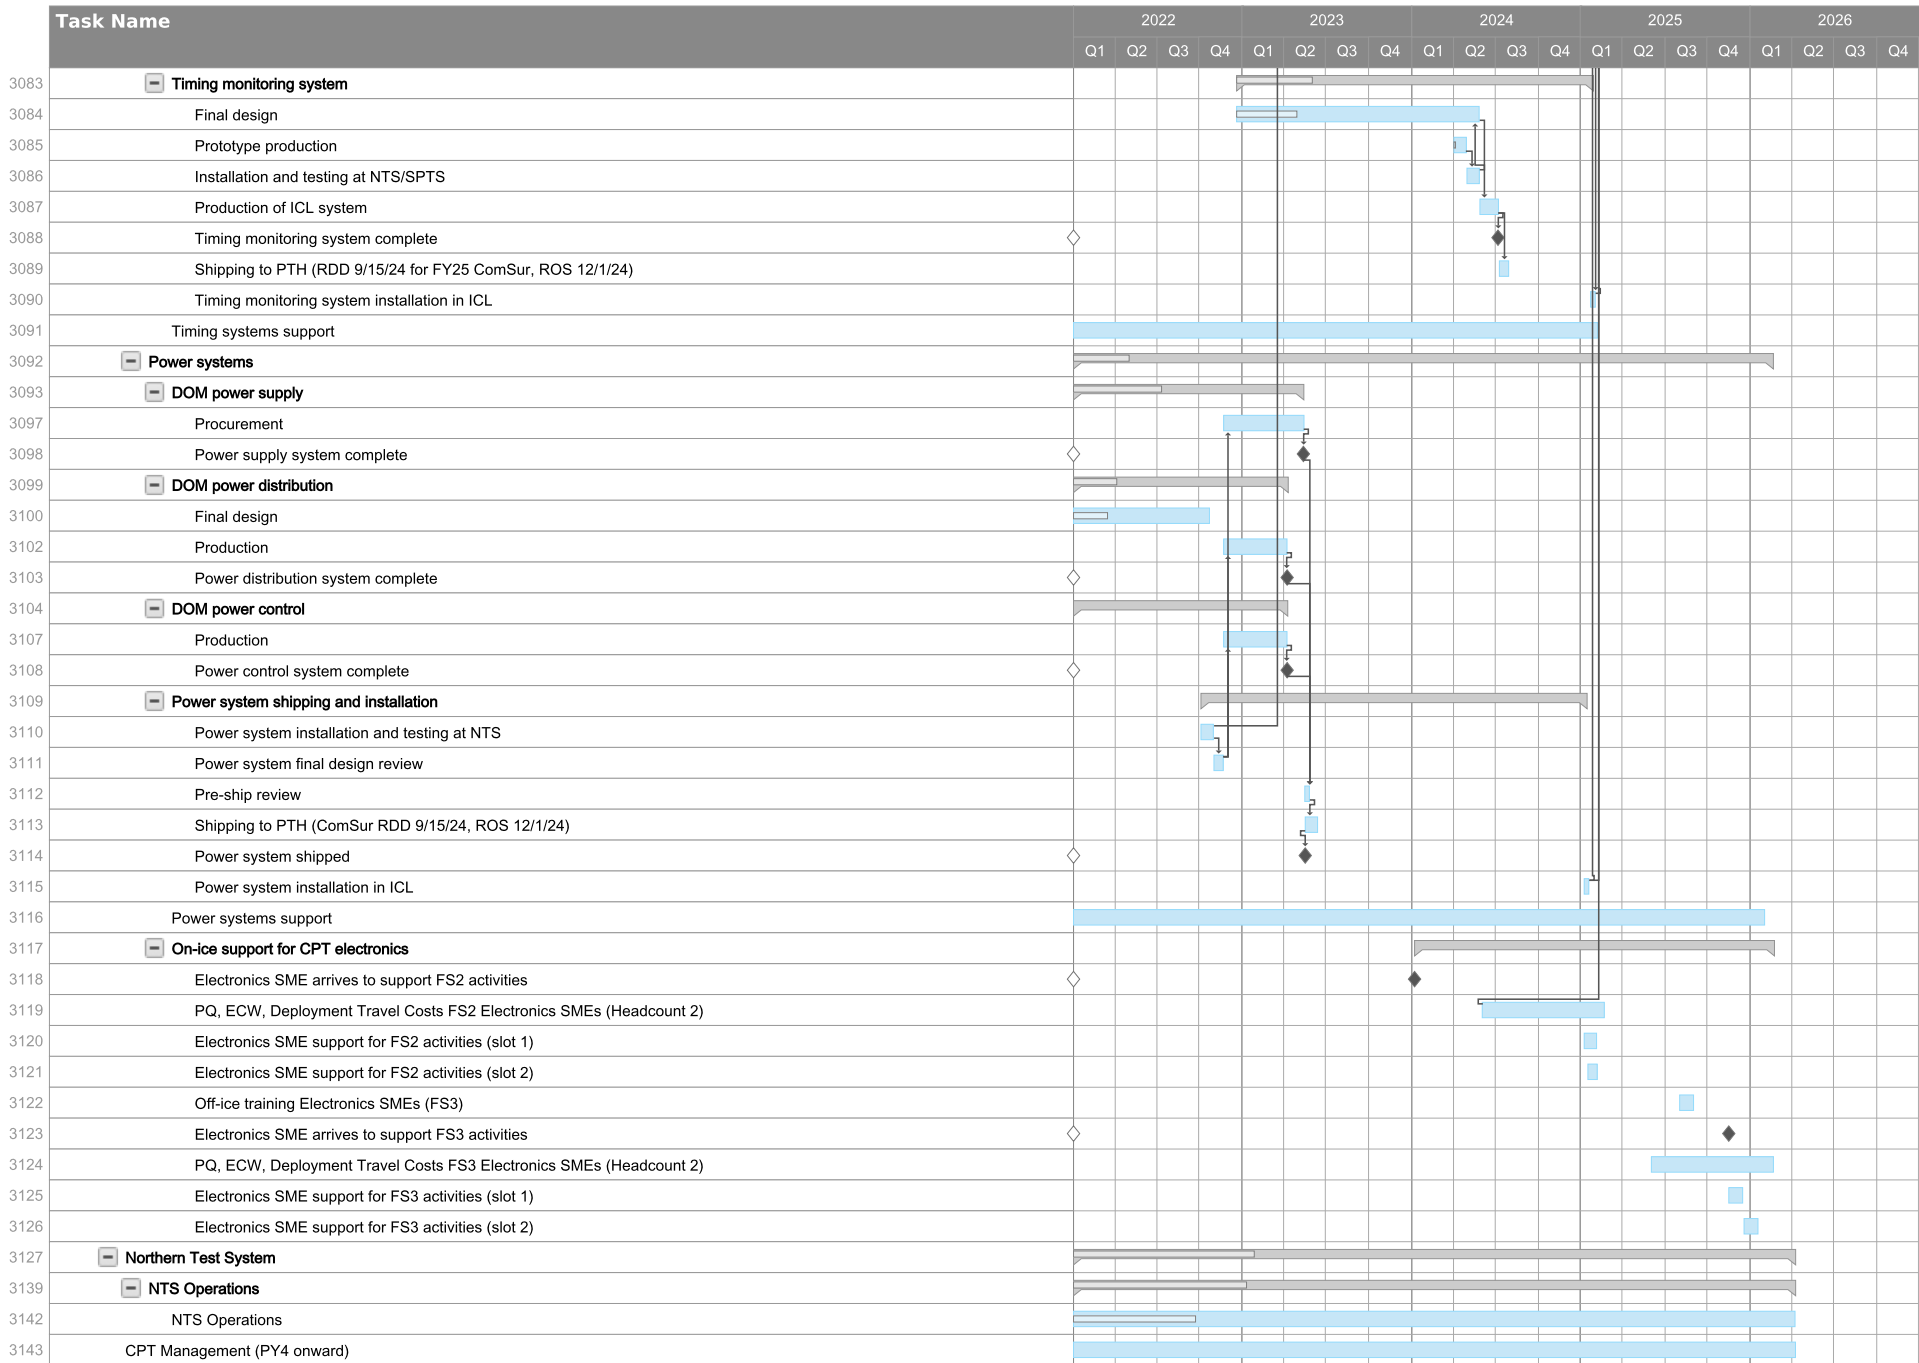 Task Name
2022 2023 2024 2025 2026
Q1 Q2 Q3 Q4 Q1 Q2 Q3 Q4 Q1 Q2 Q3 Q4 Q1 Q2 Q3 Q4 Q1 Q2 Q3 Q4
3083 Timing monitoring system
3084 Final design
3085 Prototype production
3086 Installation and testing at NTS/SPTS
3087 Production of ICL system
3088 Timing monitoring system complete
3089 Shipping to PTH (RDD 9/15/24 for FY25 ComSur, ROS 12/1/24)
3090 Timing monitoring system installation in ICL
3091 Timing systems support
3092 Power systems
3093 DOM power supply
3097 Procurement
3098 Power supply system complete
3099 DOM power distribution
3100 Final design
3102 Production
3103 Power distribution system complete
3104 DOM power control
3107 Production
3108 Power control system complete
3109 Power system shipping and installation
3110 Power system installation and testing at NTS
3111 Power system final design review
3112 Pre-ship review
3113 Shipping to PTH (ComSur RDD 9/15/24, ROS 12/1/24)
3114 Power system shipped
3115 Power system installation in ICL
3116 Power systems support
3117 On-ice support for CPT electronics
3118 Electronics SME arrives to support FS2 activities
3119 PQ, ECW, Deployment Travel Costs FS2 Electronics SMEs (Headcount 2)
3120 Electronics SME support for FS2 activities (slot 1)
3121 Electronics SME support for FS2 activities (slot 2)
3122 Off-ice training Electronics SMEs (FS3)
3123 Electronics SME arrives to support FS3 activities
3124 PQ, ECW, Deployment Travel Costs FS3 Electronics SMEs (Headcount 2)
3125 Electronics SME support for FS3 activities (slot 1)
3126 Electronics SME support for FS3 activities (slot 2)
3127 Northern Test System
3139 NTS Operations
3142 NTS Operations
3143 CPT Management (PY4 onward)